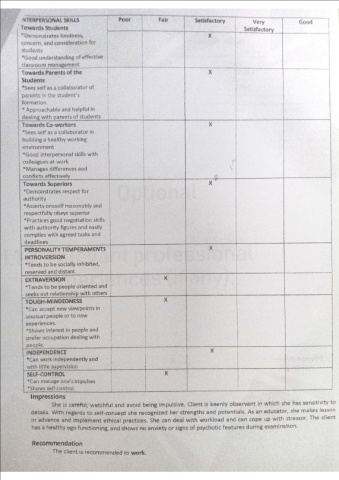 INTERPERSONAL SKILLS Poor Fair Satisfactory Very Satisfactory Good
Towards Students
*Demonstrates fondness, X
concern, and consideration for
students
*Good understanding of effective
classroom management
Towards Parents of the X
Students
*Sees self as a collaborator of
parents in the student's
formation.
* Approachable and helpful in
dealing with parents of students
Towards Co-workers X
*Sees self as a collaborator in
building a healthy working
environment
*Good interpersonal skills with
colleagues at work
*Manages differences and
conflicts effectively
Towards Superiors X
*Demonstrates respect for
authority
*Asserts oneself reasonably and
respectfully obeys superior
*Practices good negotiation skills
with authority figures and easily
complies with agreed tasks and
deadlines
PERSONALITY TEMPERAMENTS X
INTROVERSION
*Tends to be socially inhibited,
reserved and distant.
EXTRAVERSION X
*Tends to be people oriented and
seeks out relationship with others
TOUGH-MINDEDNESS X
*Can accept new viewpoints in
unusual people or to new
experiences.
*Shows interest in people and
prefer occupation dealing with
people.
INDEPENDENCE X
*Can work independently and
with little supervision
SELF-CONTROL X
*Can manage one's impulses
*Shows self-control
Impressions
She is careful, watchful and avoid being impulsive. Client is keenly observant in which she has sensitivity to
details. With regards to self-concept she recognized her strengths and potentials. As an educator, she makes lesson
in advance and implement ethical practices. She can deal with workload and can cope up with stressor. The client
has a healthy ego functioning, and shows no anxiety or signs of psychotic features during examination.
Recommendation
The client is recommended to work.